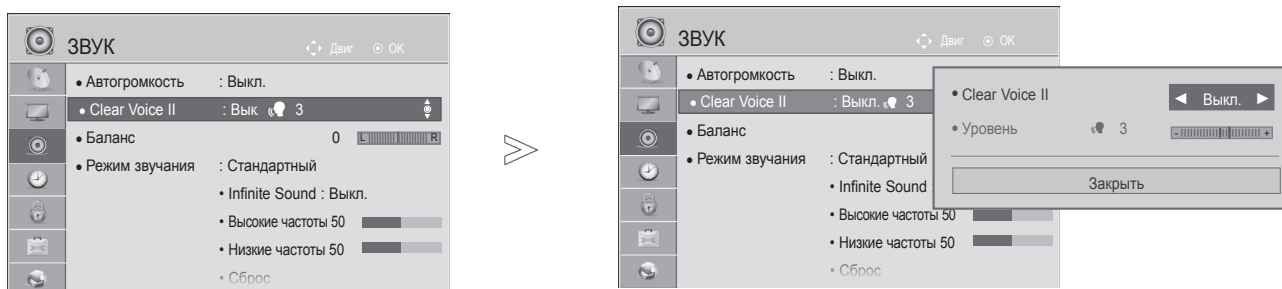 ЗВУК Двиг OK
• Автогромкость : Выкл.
• Clear Voice II : Вык 3
• Баланс 0 L R
• Режим звучания : Стандартный
• Infinite Sound : Выкл.
• Высокие частоты 50
• Низкие частоты 50
• Сброс
ЗВУК Двиг OK
• Автогромкость : Выкл.
• Clear Voice II : Выкл. 3
• Баланс
• Режим звучания : Стандартный
• Infinite Sound :
• Высокие частоты 50
• Низкие частоты 50
• Сброс
• Clear Voice II ◄ Выкл. ►
• Уровень 3 - +
Закрыть